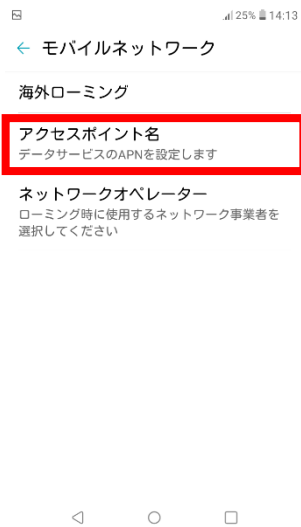 25% 14:13
モバイルネットワーク
海外ローミング
アクセスポイント名
データサービスのAPNを設定します
ネットワークオペレーター
ローミング時に使用するネットワーク事業者を
選択してください